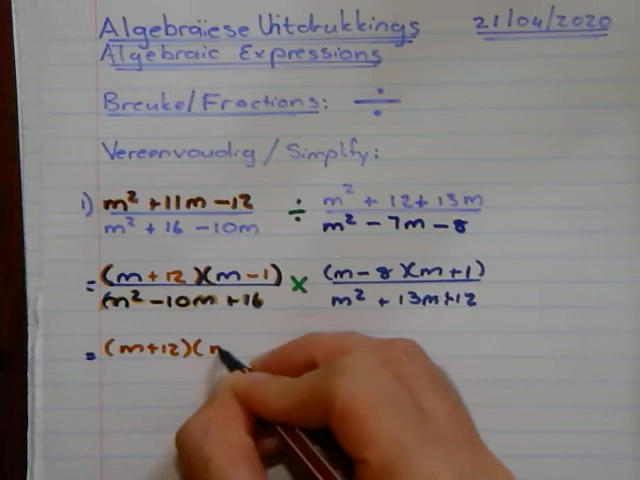 Algebraïese Uitdrukkings 21/04/2020
Algebraic Expressions
Breuke/Fractions: ÷
Vereenvoudig / Simplfy:
1) m² + 11m - 12 / m² + 16 - 10m ÷ m² + 12 + 13m / m² - 7m - 8
= (m + 12)(m - 1) / m² - 10m + 16 × (m - 8)(m + 1) / m² + 13m + 12
= (m+12)(